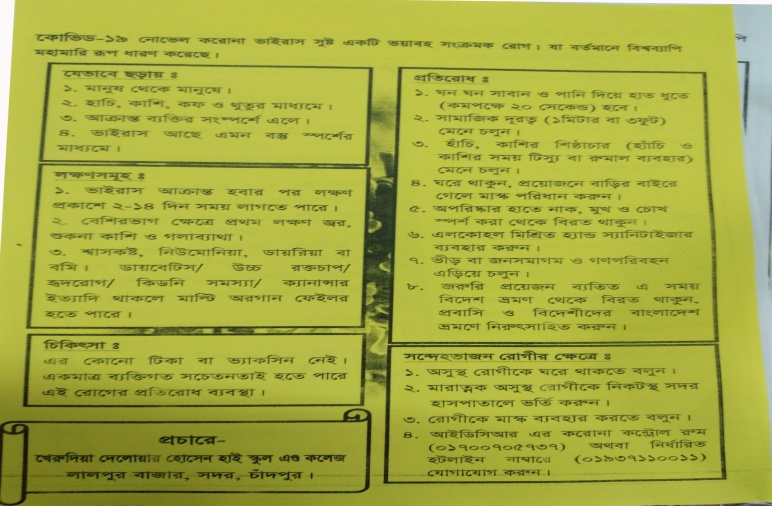 কোভিড-১৯ নোভেল করোনা ভাইরাস সৃষ্ট একটি ভয়াবহ সংক্রমক রোগ। যা বর্তমানে বিশ্বব্যাপি
মহামারি রূপ ধারণ করেছে।
যেভাবে ছড়ায় ঃ
১. মানুষ থেকে মানুষে।
২. হাচি, কাশি, কফ ও থুতুর মাধ্যমে।
৩. আক্রান্ত ব্যক্তির সংস্পর্শে এলে।
৪. ভাইরাস আছে এমন বস্তু স্পর্শের
মাধ্যমে।
লক্ষণসমূহ ঃ
১. ভাইরাস আক্রান্ত হবার পর লক্ষণ
প্রকাশে ২-১৪ দিন সময় লাগতে পারে।
২. বেশিরভাগ ক্ষেত্রে প্রথম লক্ষণ জ্বর,
শুকনা কাশি ও গলাব্যাথা।
৩. শ্বাসকষ্ট, নিউমোনিয়া, ডায়রিয়া বা
বমি। ডায়বেটিস/ উচ্চ রক্তচাপ/
হৃদরোগ/ কিডনি সমস্যা/ ক্যানান্সার
ইত্যাদি থাকলে মাল্টি অরগান ফেইলর
হতে পারে।
চিকিৎসা ঃ
এর কোনো টিকা বা ভ্যাকসিন নেই।
একমাত্র ব্যক্তিগত সচেতনতাই হতে পারে
এই রোগের প্রতিরোধ ব্যবস্থা।
প্রচারে-
খেরুদিয়া দেলোয়ার হোসেন হাই স্কুল এণ্ড কলেজ
লালপুর বাজার, সদর, চাঁদপুর।
প্রতিরোধ ঃ
১. ঘন ঘন সাবান ও পানি দিয়ে হাত ধুতে
(কমপক্ষে ২০ সেকেন্ড) হবে।
২. সামাজিক দূরত্ব (১মিটার বা ৩ফুট)
মেনে চলুন।
৩. হাঁচি, কাশির শিষ্ঠাচার (হাঁচি ও
কাশির সময় টিস্যু বা রুমাল ব্যবহার)
মেনে চলুন।
৪. ঘরে থাকুন, প্রয়োজনে বাড়ির বাইরে
গেলে মাস্ক পরিধান করুন।
৫. অপরিষ্কার হাতে নাক, মুখ ও চোখ
স্পর্শ করা থেকে বিরত থাকুন।
৬. এলকোহল মিশ্রিত হ্যান্ড স্যানিটাইজার
ব্যবহার করুন।
৭. ভীড় বা জনসমাগম ও গণপরিবহন
এড়িয়ে চলুন।
৮. জরুরি প্রয়োজন ব্যতিত এ সময়
বিদেশ ভ্রমণ থেকে বিরত থাকুন,
প্রবাসি ও বিদেশীদের বাংলাদেশ
ভ্রমণে নিরুৎসাহিত করুন।
সন্দেহভাজন রোগীর ক্ষেত্রে ঃ
১. অসুস্থ রোগীকে ঘরে থাকতে বলুন।
২. মারাত্নক অসুস্থ রোগীকে নিকটস্থ সদর
হাসপাতালে ভর্তি করুন।
৩. রোগীকে মাস্ক ব্যবহার করতে বলুন।
৪. আইডিসিআর এর করোনা কন্ট্রোল রুম
(০১৭০০৭০৫৭৩৭) অথবা নির্ধারিত
হটলাইন নাম্বারে (০১৯৩৭১১০০১১)
যোগাযোগ করুন।
পি